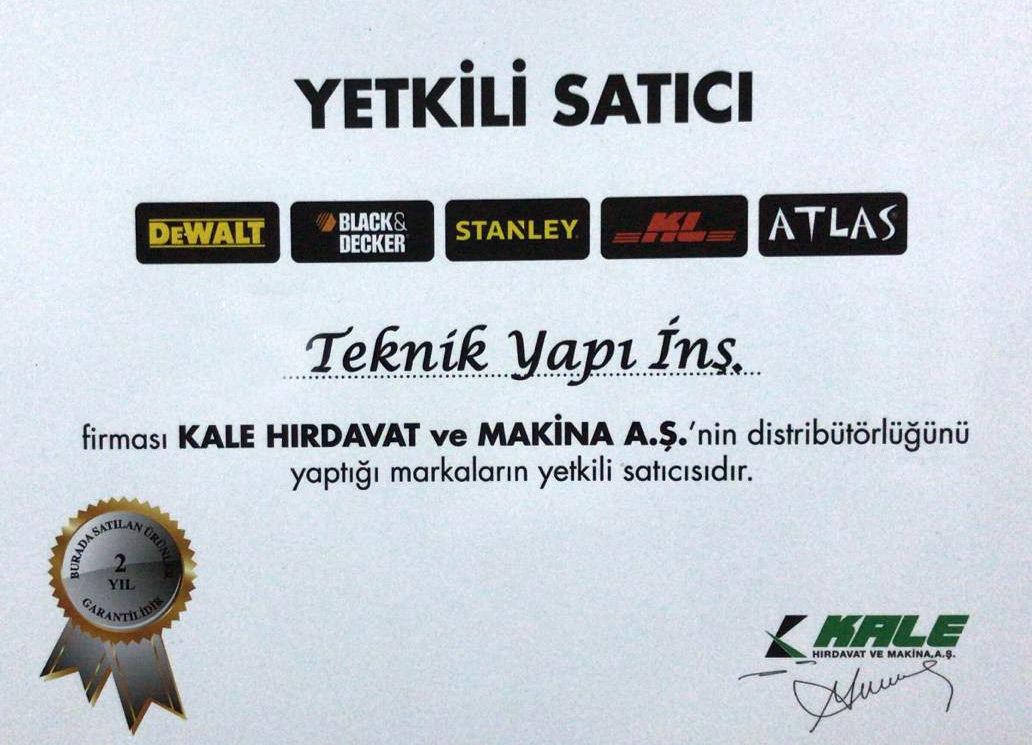 YETKİLİ SATICI
DEWALT
BLACK&
DECKER
STANLEY
KL
ATLAS
Teknik Yapı İnş.
firması KALE HIRDAVAT ve MAKİNA A.Ş.'nin distribütörlüğünü
yaptığı markaların yetkili satıcısıdır.
BURADA SATILAN ÜRÜNLER
2
YIL
GARANTİLİDİR
KALE
HIRDAVAT VE MAKİNA.A.Ş.